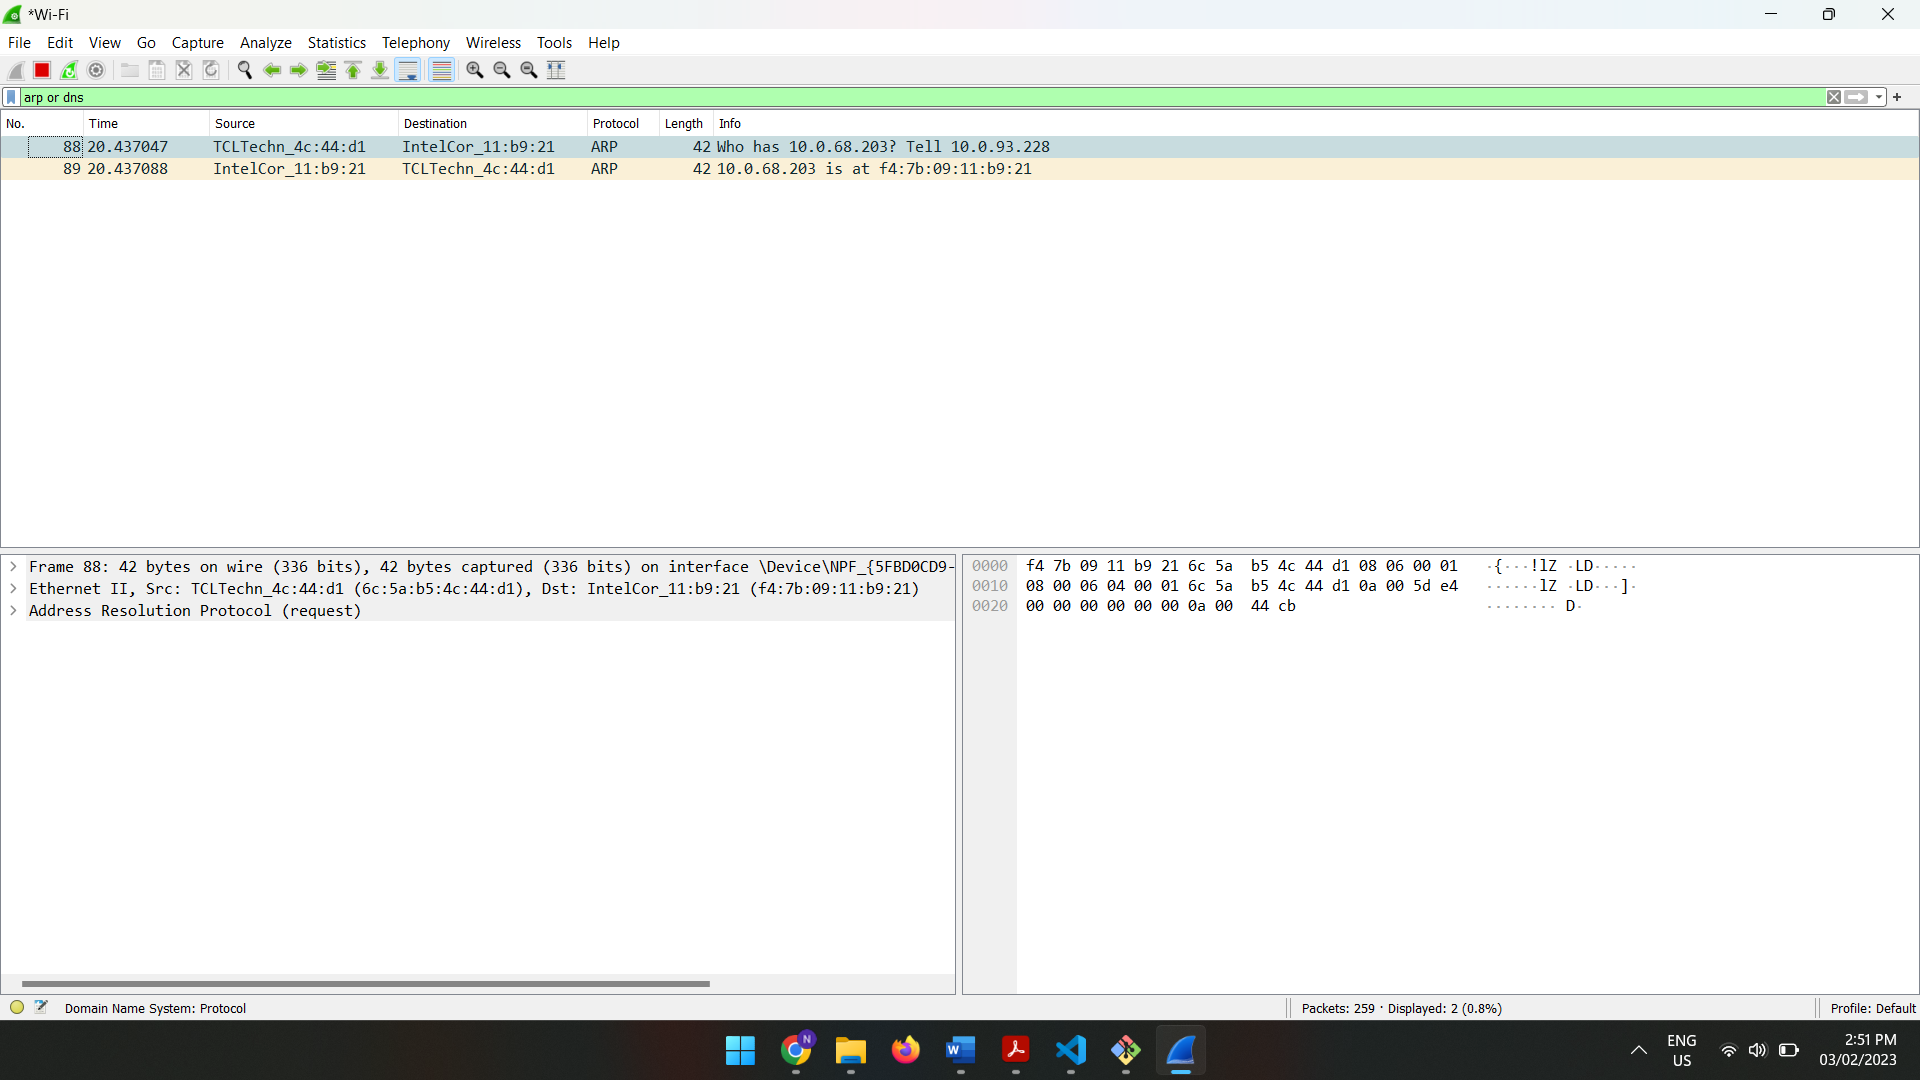 *Wi-Fi
File Edit View Go Capture Analyze Statistics Telephony Wireless Tools Help
arp or dns
No. Time Source Destination Protocol Length Info
88 20.437047 TCLTechn_4c:44:d1 IntelCor_11:b9:21 ARP 42 Who has 10.0.68.203? Tell 10.0.93.228
89 20.437088 IntelCor_11:b9:21 TCLTechn_4c:44:d1 ARP 42 10.0.68.203 is at f4:7b:09:11:b9:21
Frame 88: 42 bytes on wire (336 bits), 42 bytes captured (336 bits) on interface \Device\NPF_{5FBD0CD9-
Ethernet II, Src: TCLTechn_4c:44:d1 (6c:5a:b5:4c:44:d1), Dst: IntelCor_11:b9:21 (f4:7b:09:11:b9:21)
Address Resolution Protocol (request)
0000 f4 7b 09 11 b9 21 6c 5a b5 4c 44 d1 08 06 00 01 ·{···!lZ ·LD·····
0010 08 00 06 04 00 01 6c 5a b5 4c 44 d1 0a 00 5d e4 ······lZ ·LD···]·
0020 00 00 00 00 00 00 0a 00 44 cb ········ D·
Domain Name System: Protocol
Packets: 259 · Displayed: 2 (0.8%)
Profile: Default
N
W
ENG
US
2:51 PM
03/02/2023